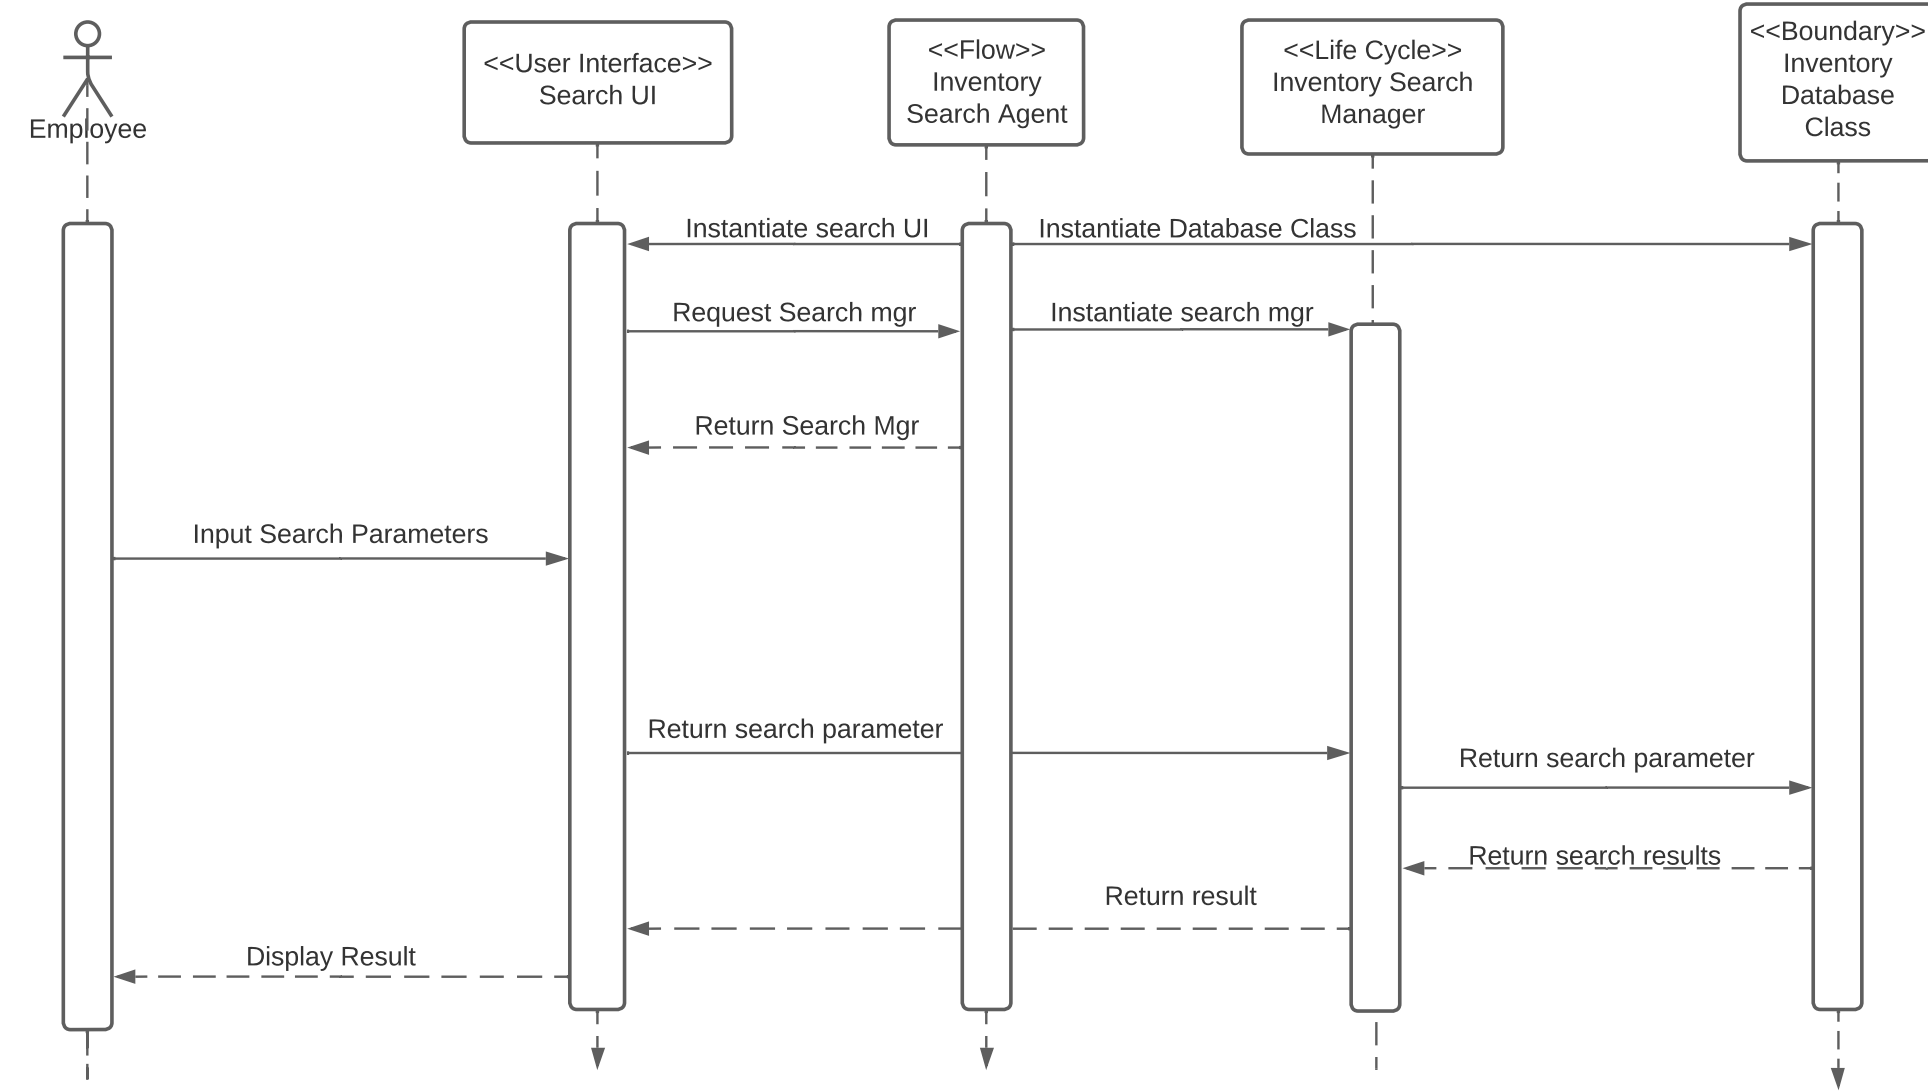 Employee
<<User Interface>>
Search UI
<<Flow>>
Inventory
Search Agent
<<Life Cycle>>
Inventory Search
Manager
<<Boundary>>
Inventory
Database
Class
Instantiate search UI
Instantiate Database Class
Request Search mgr
Instantiate search mgr
Return Search Mgr
Input Search Parameters
Return search parameter
Return search parameter
Return search results
Return result
Display Result